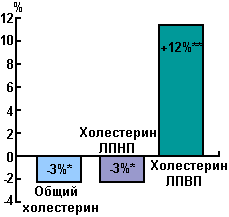 %
12
10
8
6
4
2
0
-2
-4
+12%**
Холестерин
ЛПНП
-3%*
-3%*
Общий
холестерин
Холестерин
ЛПВП